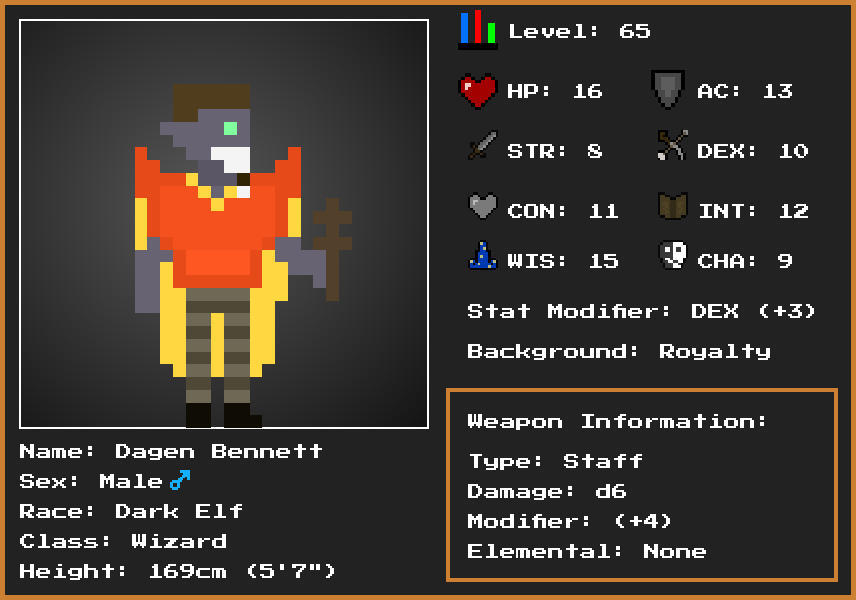 Level: 65
HP: 16
AC: 13
STR: 8
DEX: 10
CON: 11
INT: 12
WIS: 15
CHA: 9
Stat Modifier: DEX (+3)
Background: Royalty
Weapon Information:
Type: Staff
Damage: d6
Modifier: (+4)
Elemental: None
Name: Dagen Bennett
Sex: Male♂
Race: Dark Elf
Class: Wizard
Height: 169cm (5'7")